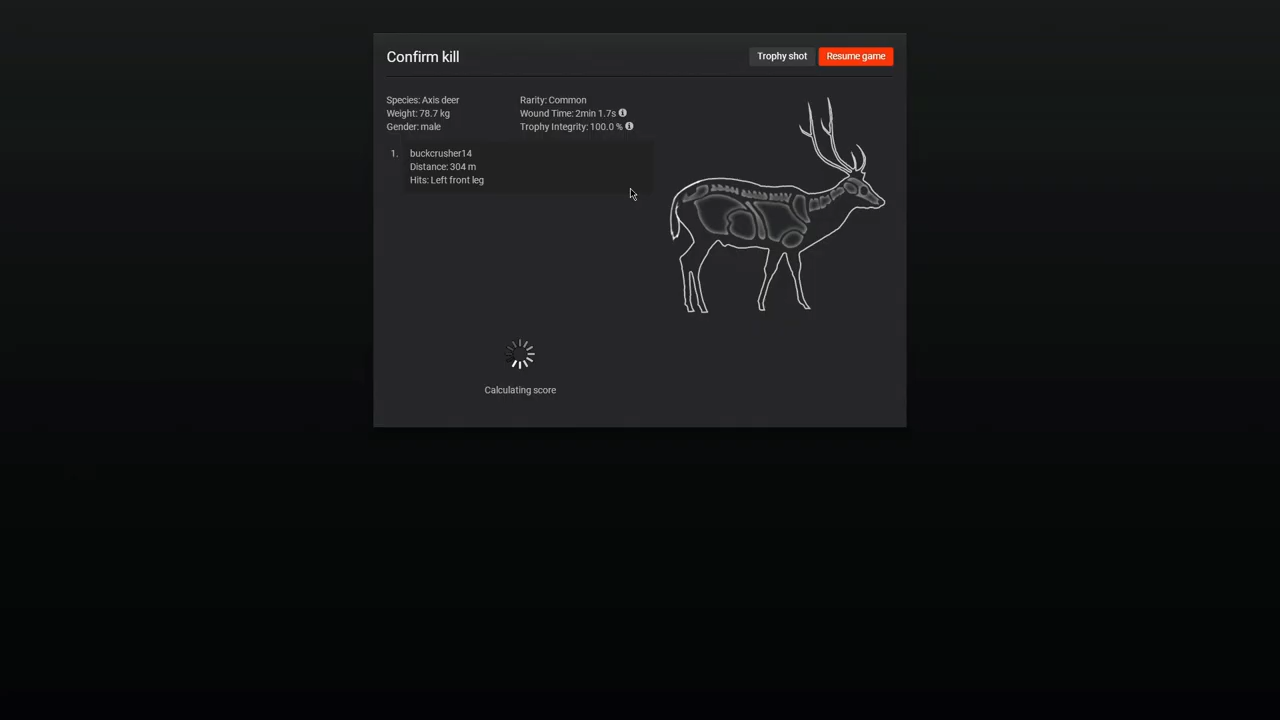 Confirm kill
Trophy shot
Resume game
Species: Axis deer
Weight: 78.7 kg
Gender: male
Rarity: Common
Wound Time: 2min 1.7s
Trophy Integrity: 100.0 %
1. buckcrusher14
Distance: 304 m
Hits: Left front leg
Calculating score